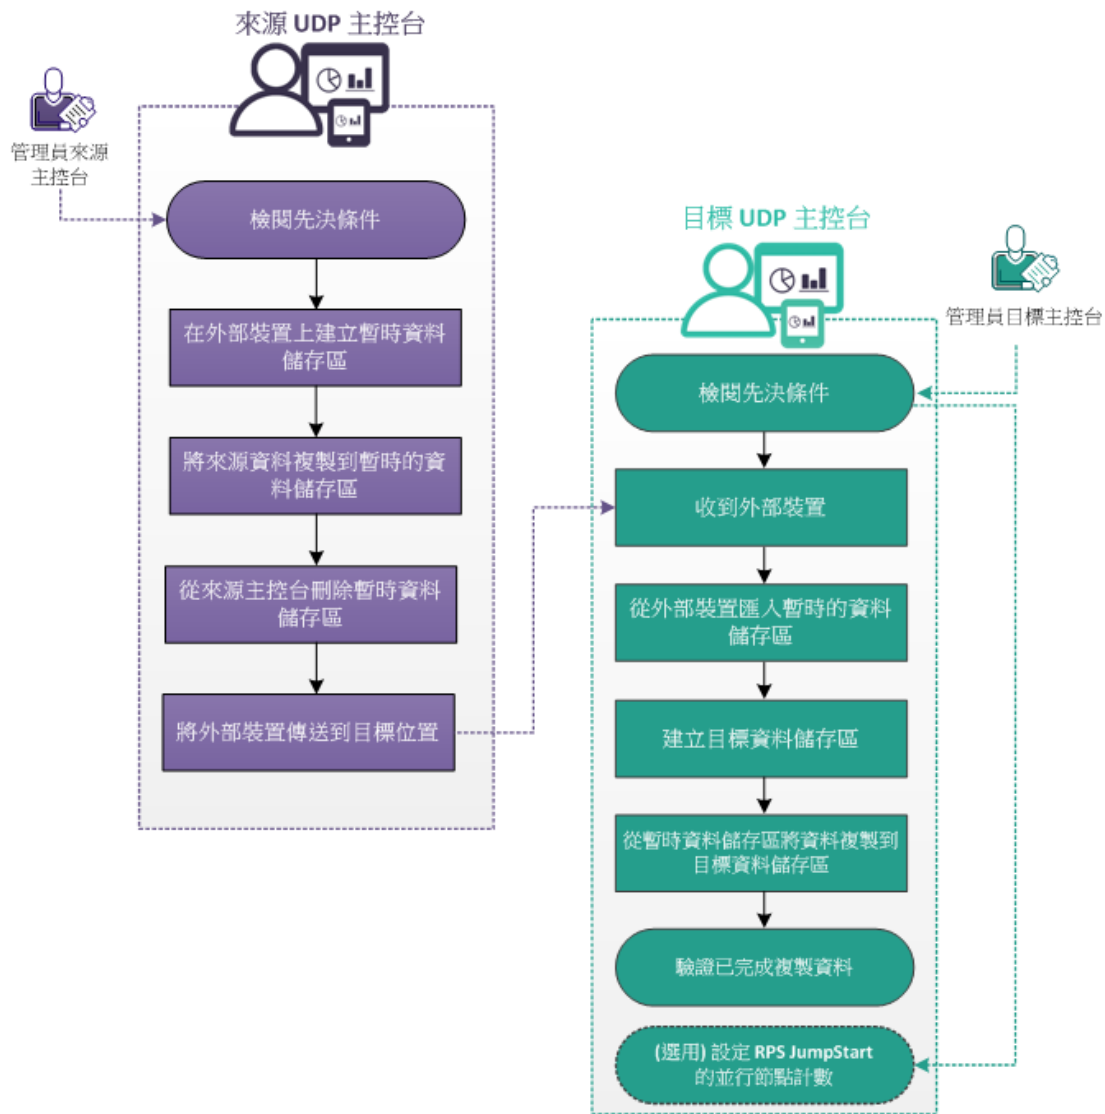 來源 UDP 主控台
管理員來源
主控台
檢閱先決條件
在外部裝置上建立暫時資料
儲存區
將來源資料複製到暫時的資
料儲存區
從來源主控台刪除暫時資料
儲存區
將外部裝置傳送到目標位置
目標 UDP 主控台
管理員目標主控台
檢閱先決條件
收到外部裝置
從外部裝置匯入暫時的資料
儲存區
建立目標資料儲存區
從暫時資料儲存區將資料複製到
目標資料儲存區
驗證已完成複製資料
(選用) 設定 RPS JumpStart
的並行節點計數